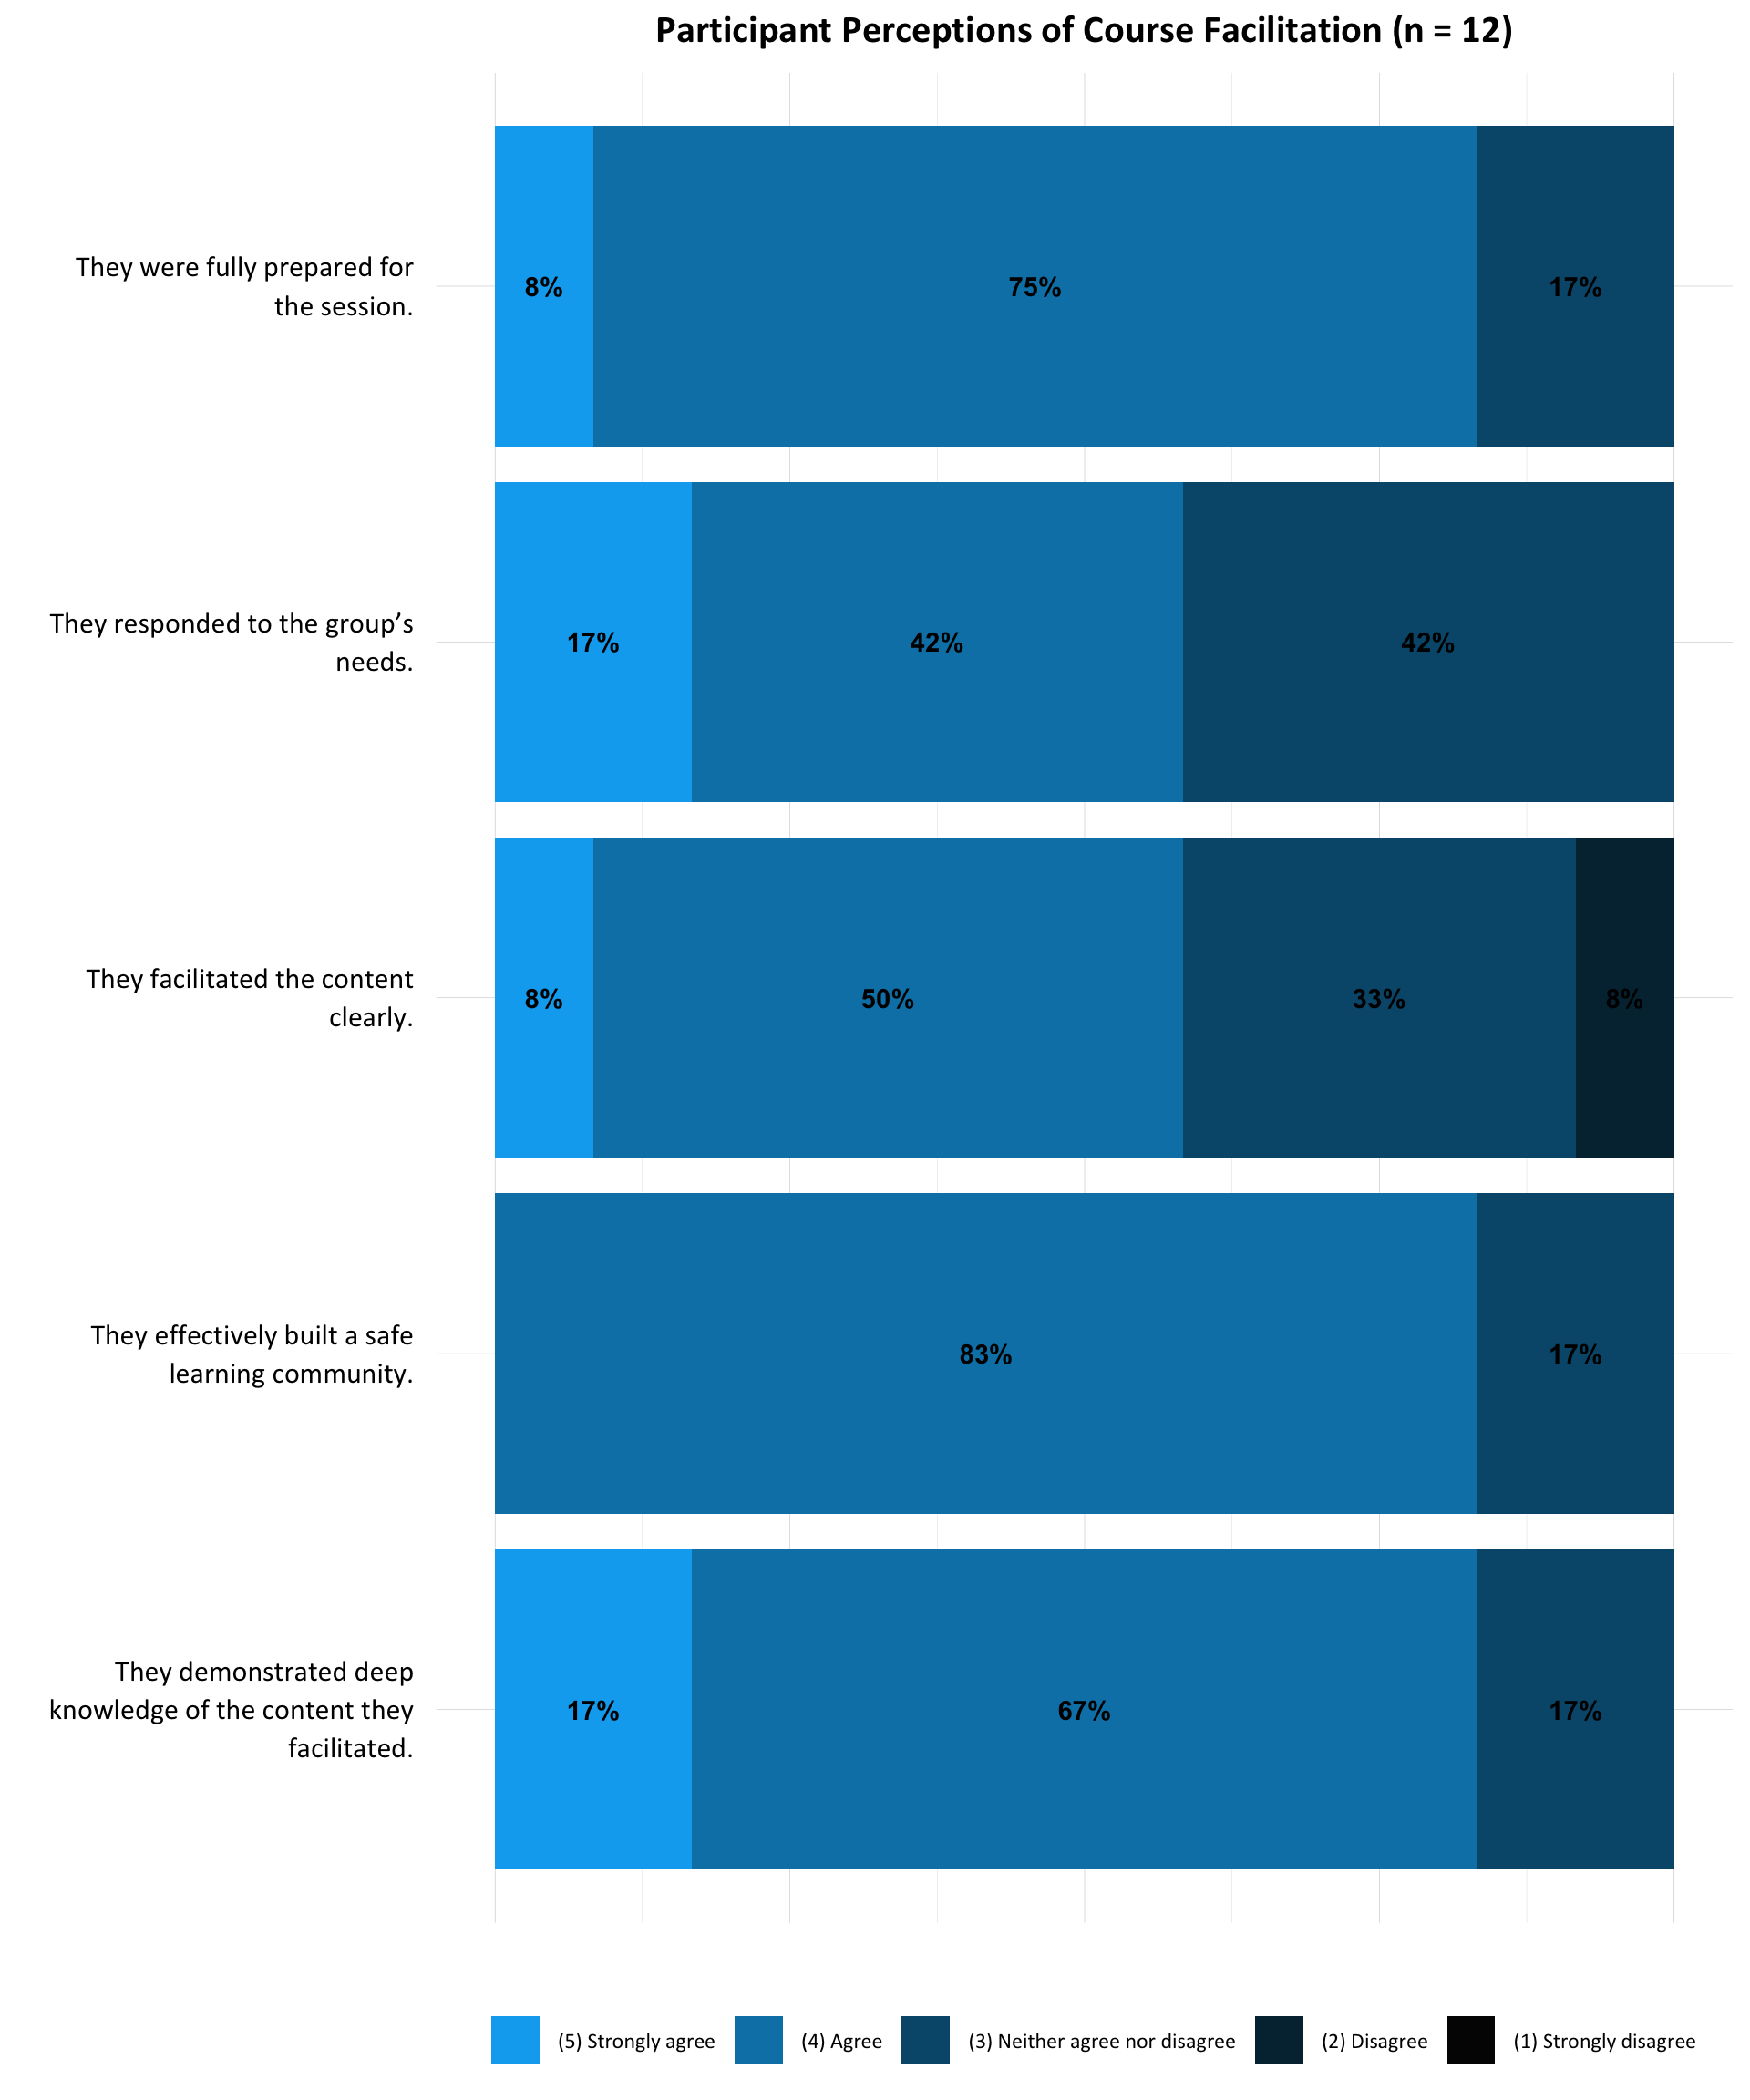 Participant Perceptions of Course Facilitation (n = 12)
They were fully prepared for
the session.
8%
75%
17%
They responded to the group’s
needs.
17%
42%
42%
They facilitated the content
clearly.
8%
50%
33%
8%
They effectively built a safe
learning community.
83%
17%
They demonstrated deep
knowledge of the content they
facilitated.
17%
67%
17%
(5) Strongly agree
(4) Agree
(3) Neither agree nor disagree
(2) Disagree
(1) Strongly disagree